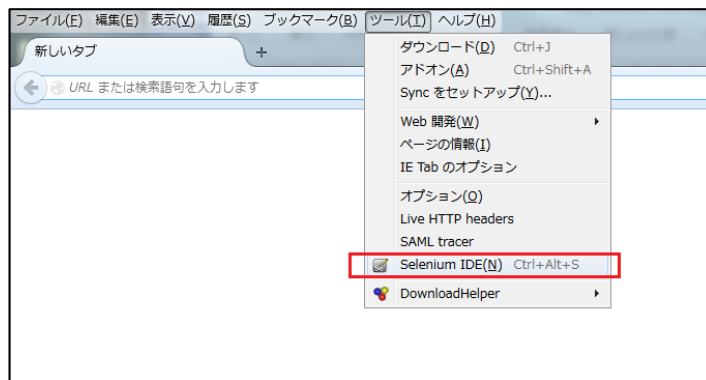 ファイル(F) 編集(E) 表示(V) 履歴(S) ブックマーク(B) ツール(T) ヘルプ(H)
新しいタブ +
URL または検索語句を入力します
ダウンロード(D) Ctrl+J
アドオン(A) Ctrl+Shift+A
Sync をセットアップ(Y)...
Web 開発(W)
ページの情報(I)
IE Tab のオプション
オプション(O)
Live HTTP headers
SAML tracer
Selenium IDE(N) Ctrl+Alt+S
DownloadHelper